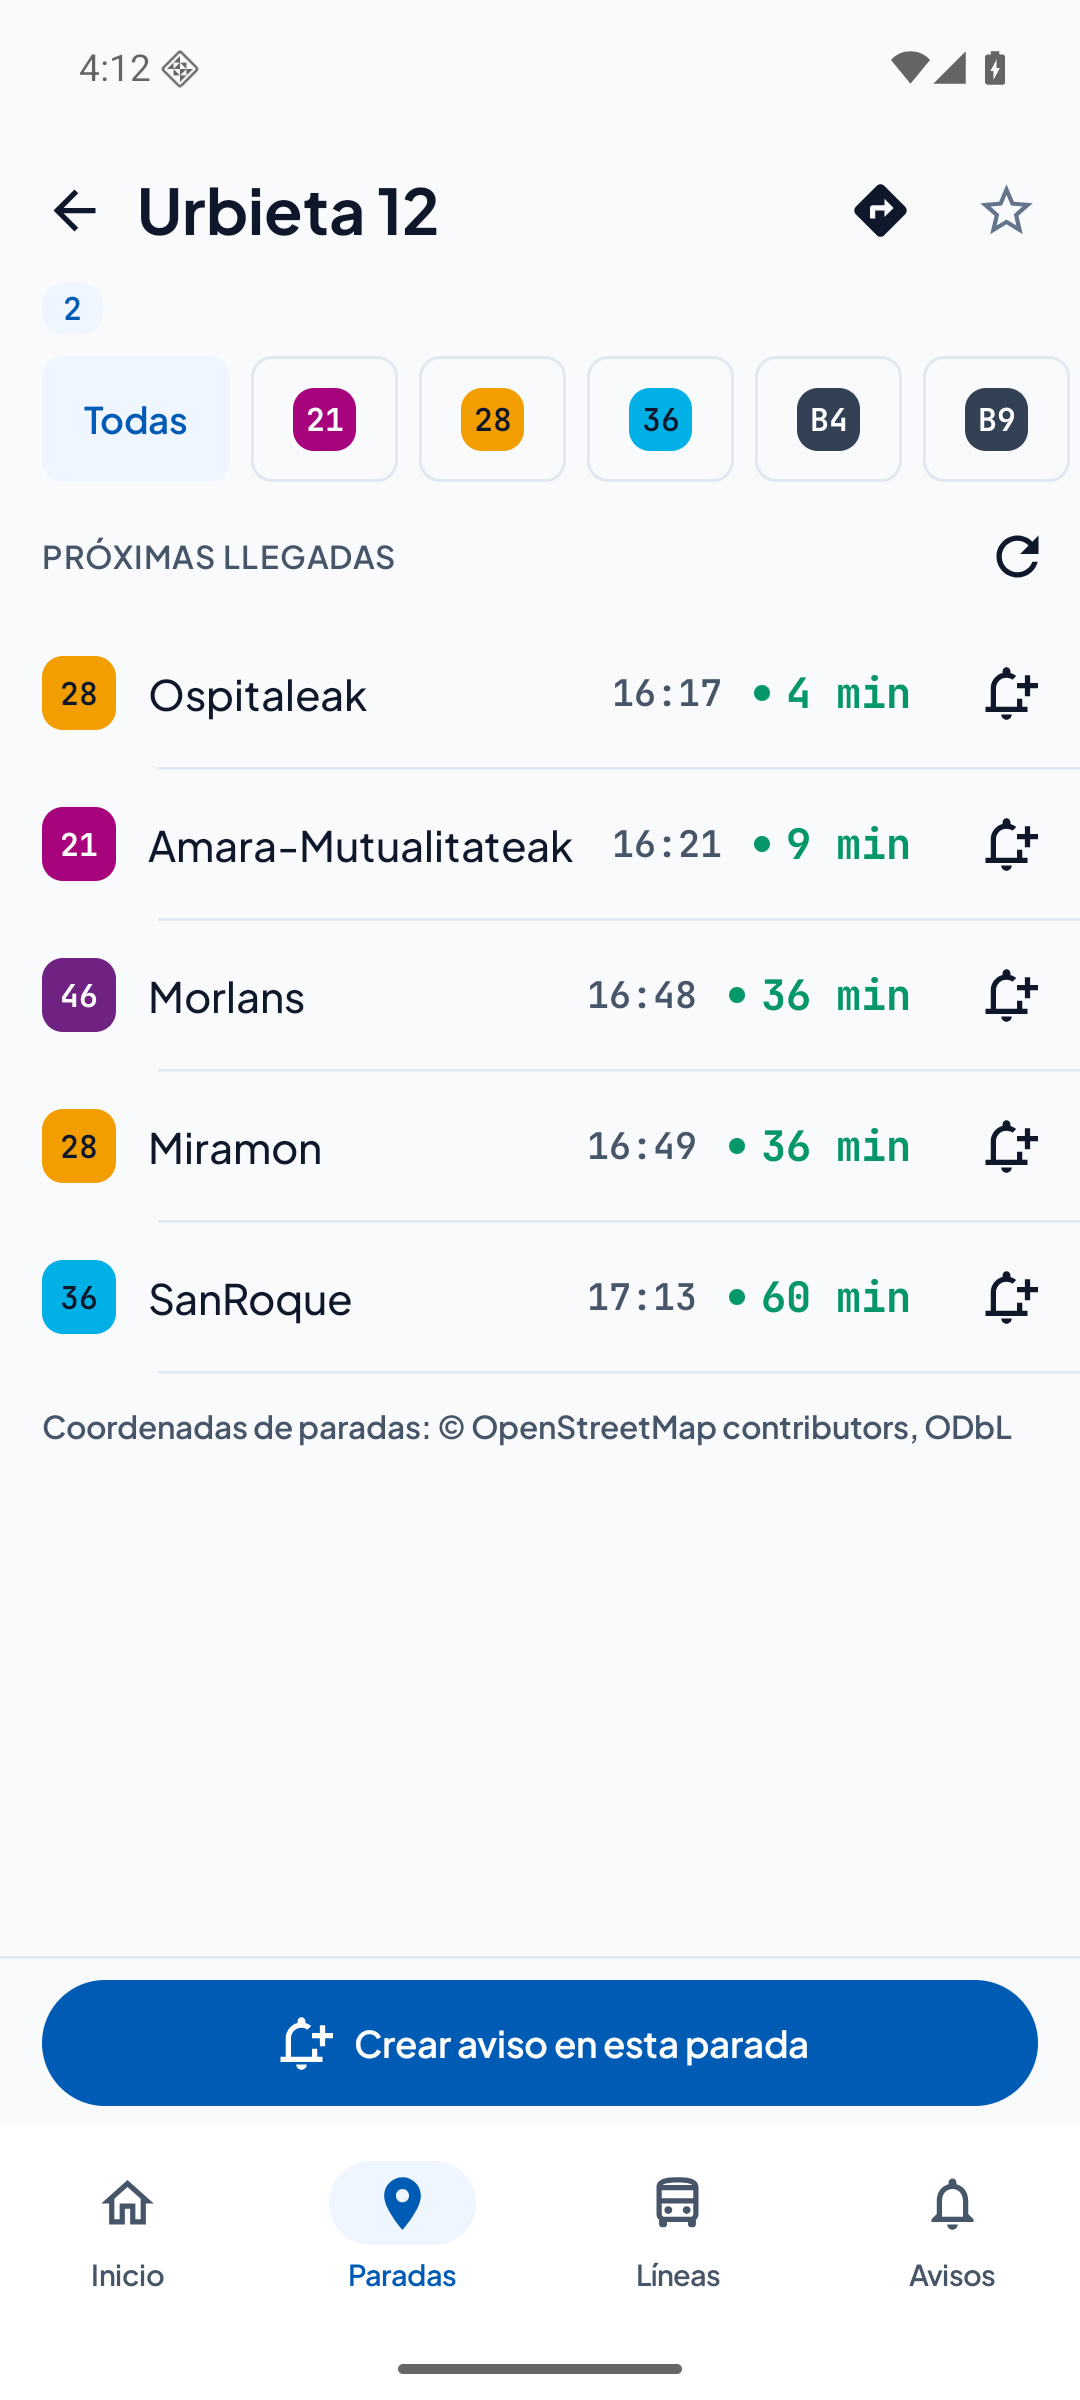 4:12
Urbieta 12
2
Todas 21 28 36 B4 B9
PRÓXIMAS LLEGADAS
28 Ospitaleak 16:17 • 4 min
21 Amara-Mutualitateak 16:21 • 9 min
46 Morlans 16:48 • 36 min
28 Miramon 16:49 • 36 min
36 SanRoque 17:13 • 60 min
Coordenadas de paradas: © OpenStreetMap contributors, ODbL
Crear aviso en esta parada
Inicio Paradas Líneas Avisos